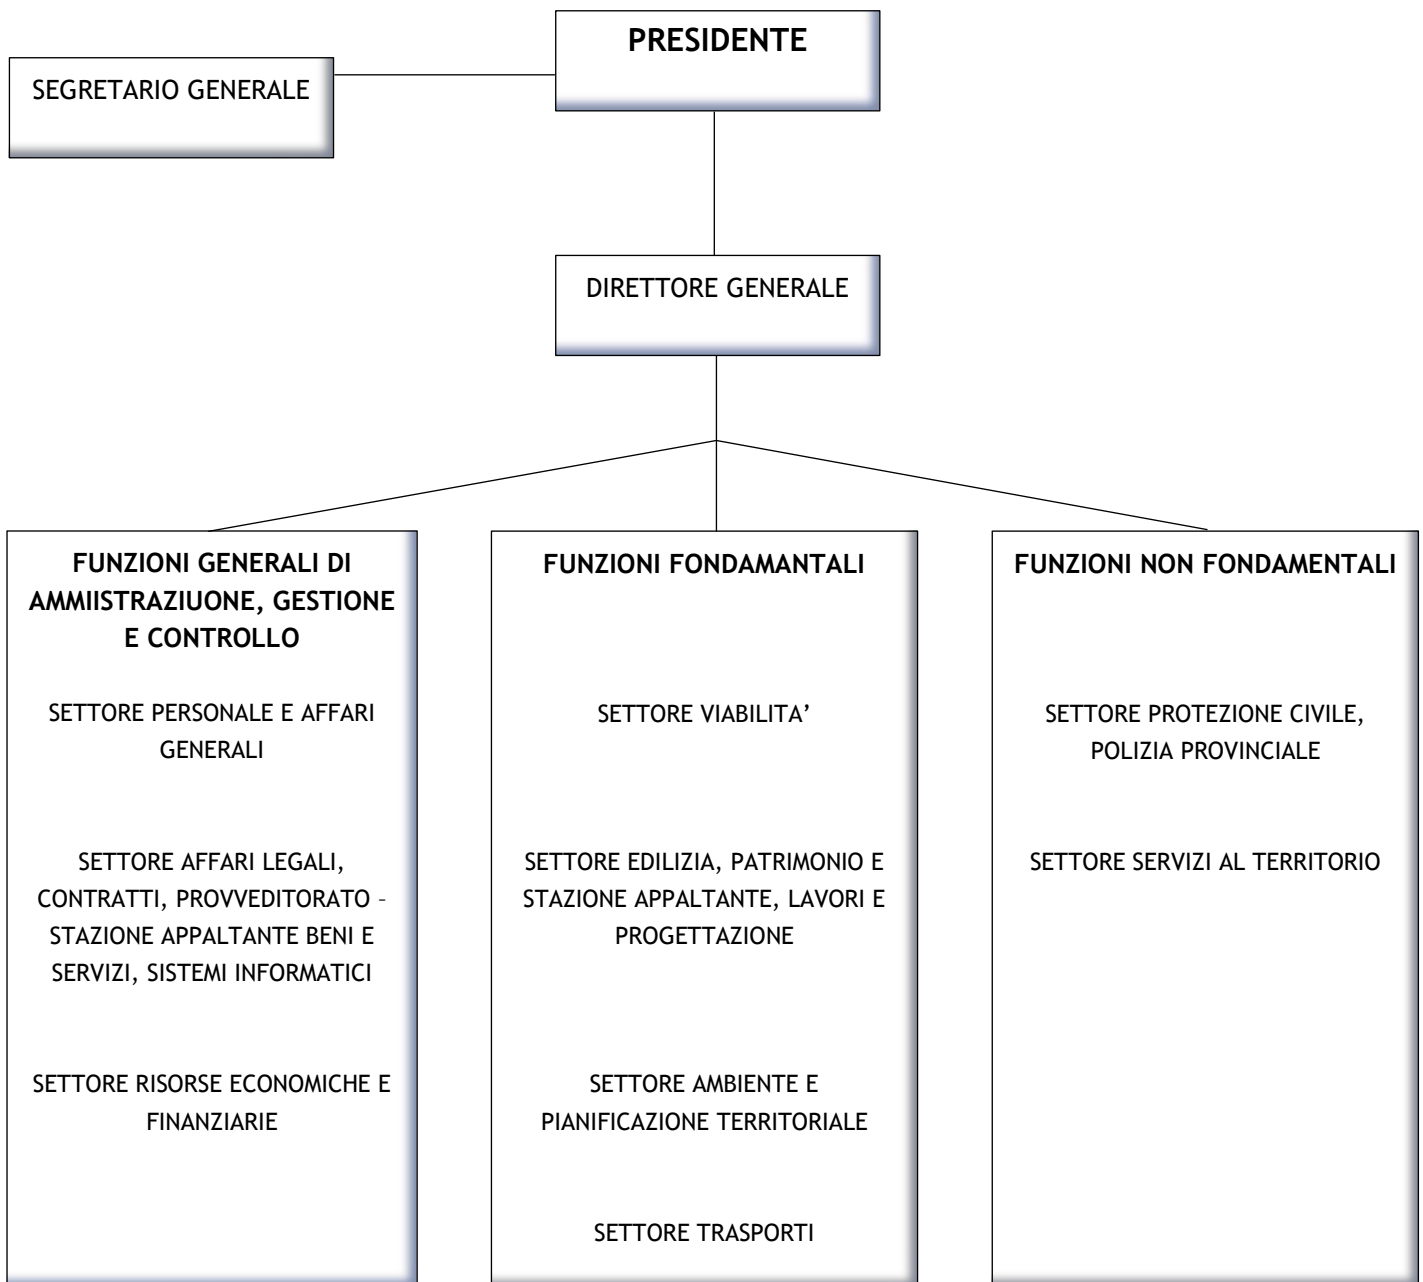 PRESIDENTE
SEGRETARIO GENERALE
DIRETTORE GENERALE
FUNZIONI GENERALI DI
AMMIISTRAZIUONE, GESTIONE
E CONTROLLO
SETTORE PERSONALE E AFFARI
GENERALI
SETTORE AFFARI LEGALI,
CONTRATTI, PROVVEDITORATO –
STAZIONE APPALTANTE BENI E
SERVIZI, SISTEMI INFORMATICI
SETTORE RISORSE ECONOMICHE E
FINANZIARIE
FUNZIONI FONDAMANTALI
SETTORE VIABILITA’
SETTORE EDILIZIA, PATRIMONIO E
STAZIONE APPALTANTE, LAVORI E
PROGETTAZIONE
SETTORE AMBIENTE E
PIANIFICAZIONE TERRITORIALE
SETTORE TRASPORTI
FUNZIONI NON FONDAMENTALI
SETTORE PROTEZIONE CIVILE,
POLIZIA PROVINCIALE
SETTORE SERVIZI AL TERRITORIO